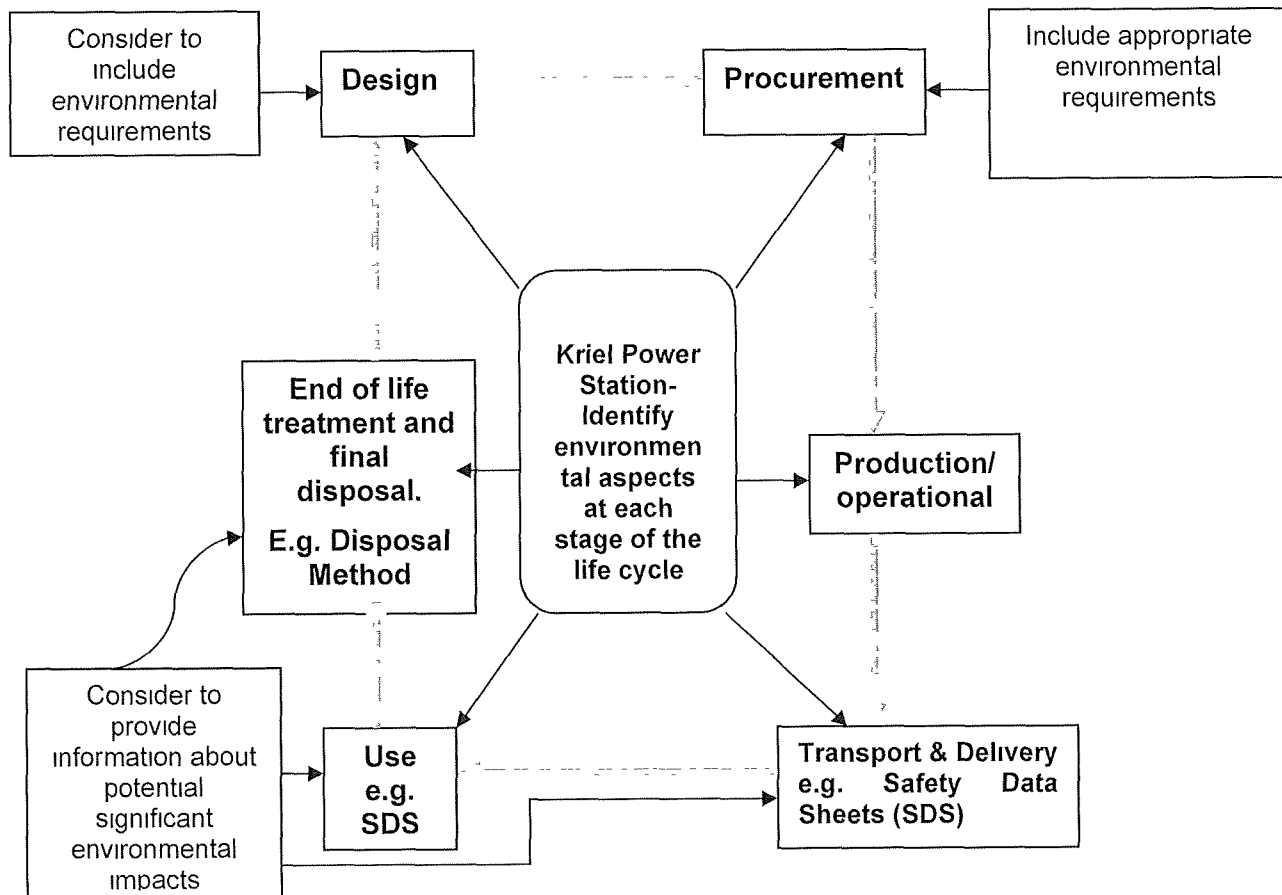 Consider to
include
environmental
requirements
Design
Procurement
Include appropriate
environmental
requirements
Kriel Power
Station-
Identify
environmen
tal aspects
at each
stage of the
life cycle
End of life
treatment and
final
disposal.
E.g. Disposal
Method
Production/
operational
Consider to
provide
information about
potential
significant
environmental
impacts
Use
e.g.
SDS
Transport & Delivery
e.g. Safety Data
Sheets (SDS)